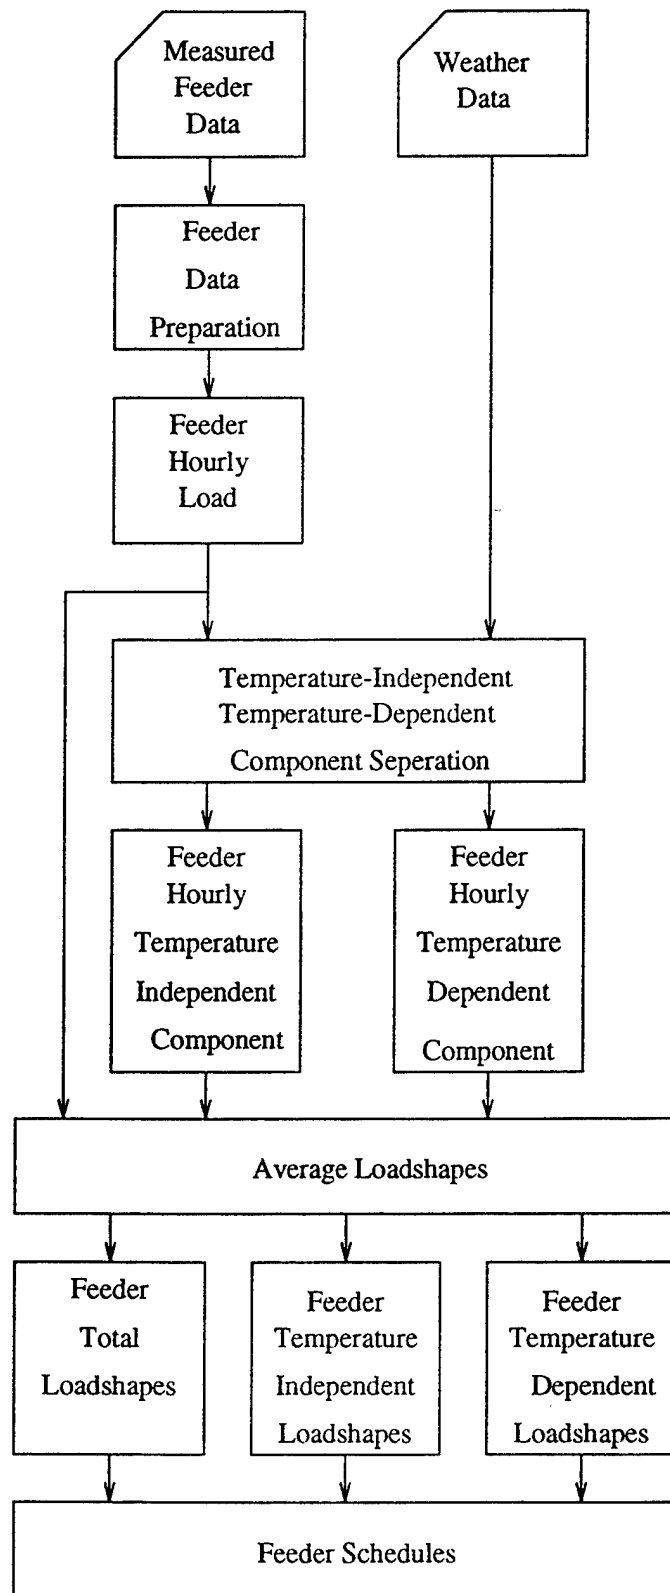 Measured
Feeder
Data
Weather
Data
Feeder
Data
Preparation
Feeder
Hourly
Load
Temperature-Independent
Temperature-Dependent
Component Seperation
Feeder
Hourly
Temperature
Independent
Component
Feeder
Hourly
Temperature
Dependent
Component
Average Loadshapes
Feeder
Total
Loadshapes
Feeder
Temperature
Independent
Loadshapes
Feeder
Temperature
Dependent
Loadshapes
Feeder Schedules